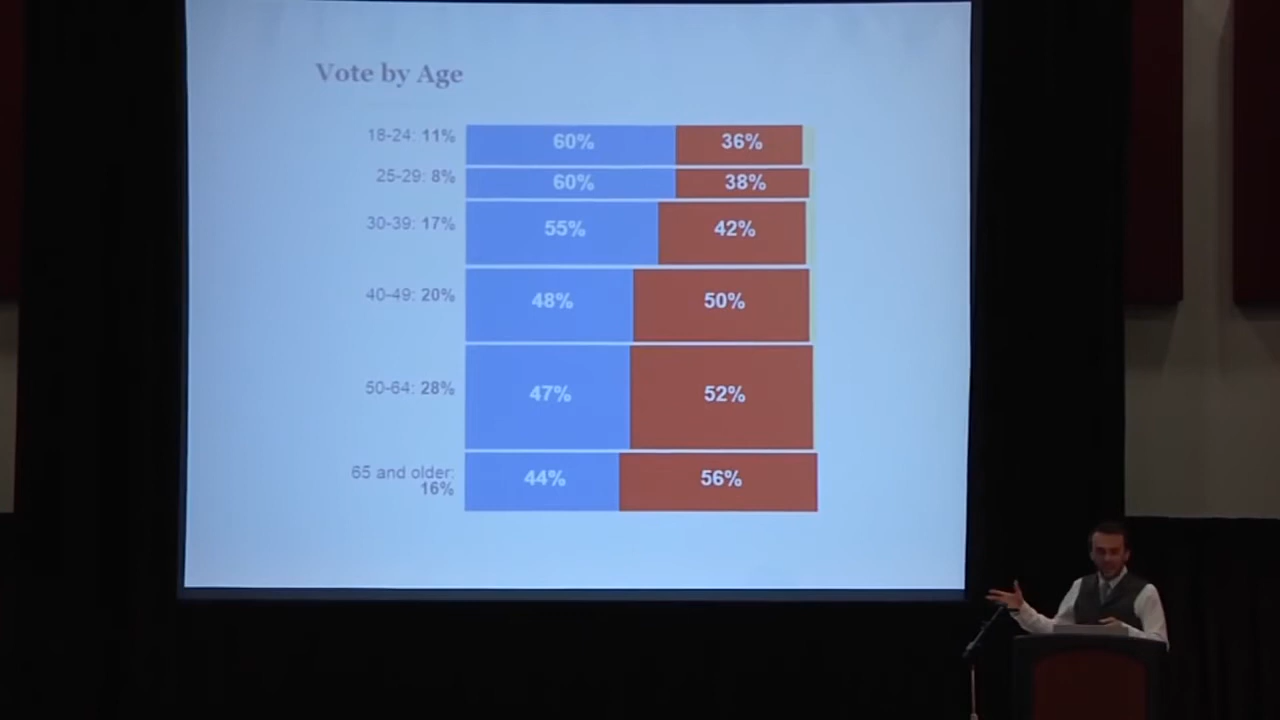 Vote by Age
18-24: 11% 60% 36%
25-29: 8% 60% 38%
30-39: 17% 55% 42%
40-49: 20% 48% 50%
50-64: 28% 47% 52%
65 and older:
16% 44% 56%